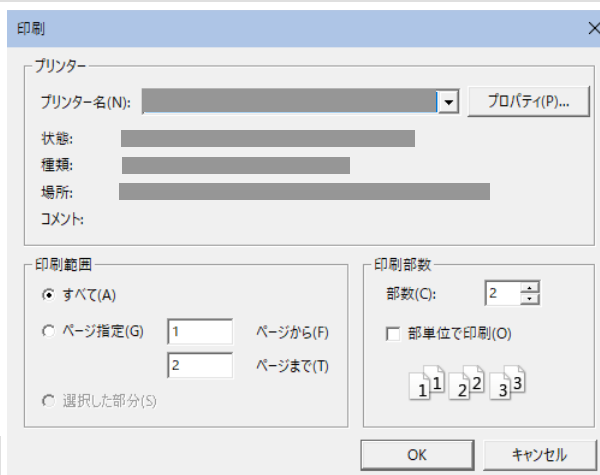 印刷
プリンター
プリンター名(N):
プロパティ(P)...
状態:
種類:
場所:
コメント:
印刷範囲
すべて(A)
ページ指定(G) 1 ページから(F)
2 ページまで(T)
選択した部分(S)
印刷部数
部数(C): 2
部単位で印刷(O)
1 1 2 2 3 3
OK キャンセル